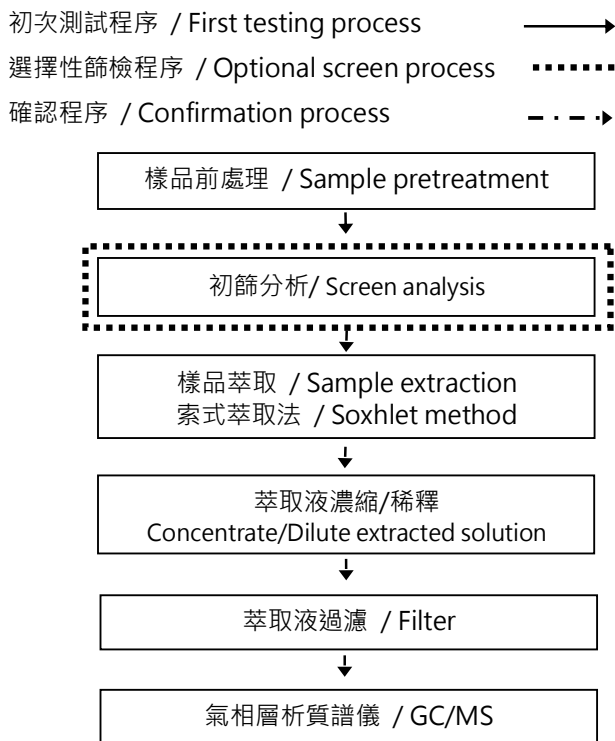 初次測試程序 / First testing process
選擇性篩檢程序 / Optional screen process
確認程序 / Confirmation process
樣品前處理 / Sample pretreatment
初篩分析/ Screen analysis
樣品萃取 / Sample extraction
索式萃取法 / Soxhlet method
萃取液濃縮/稀釋
Concentrate/Dilute extracted solution
萃取液過濾 / Filter
氣相層析質譜儀 / GC/MS